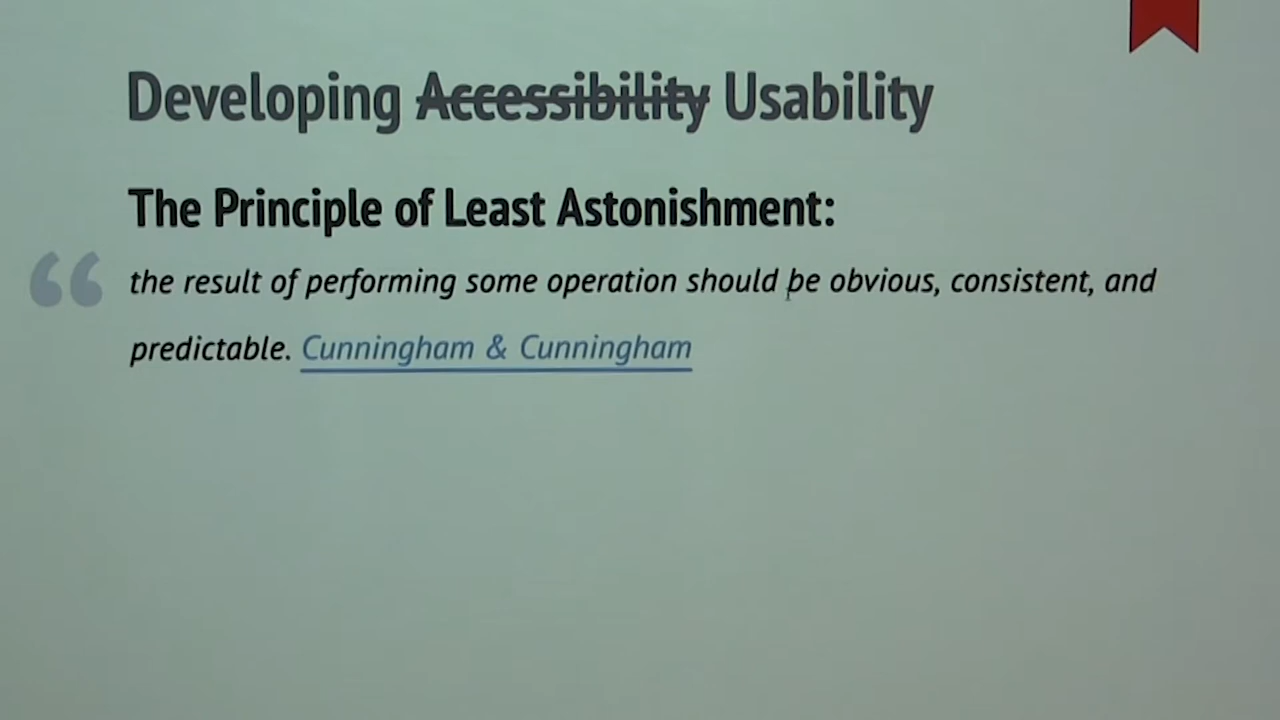 Developing Accessibility Usability
The Principle of Least Astonishment:
the result of performing some operation should be obvious, consistent, and
predictable. Cunningham & Cunningham